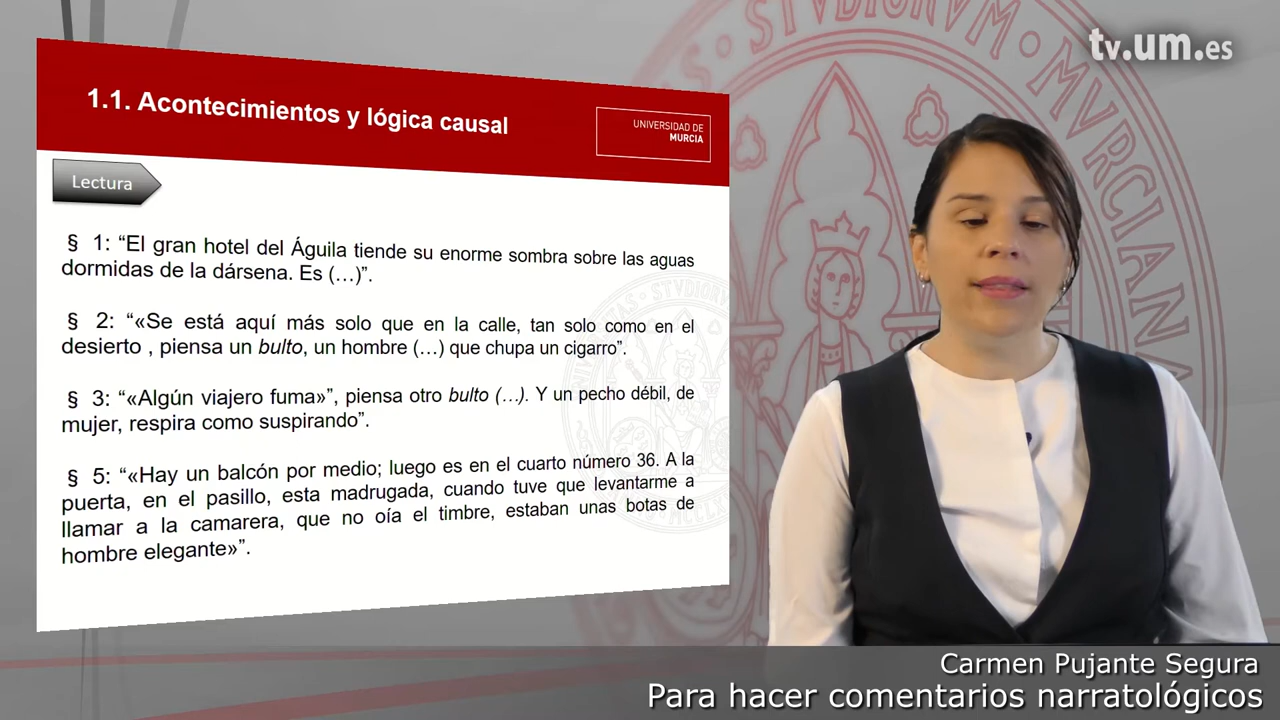 tv.um.es
1.1. Acontecimientos y lógica causal
UNIVERSIDAD DE
MURCIA
Lectura
§ 1: “El gran hotel del Águila tiende su enorme sombra sobre las aguas
dormidas de la dársena. Es (…)”.
§ 2: “«Se está aquí más solo que en la calle, tan solo como en el
desierto , piensa un bulto, un hombre (…) que chupa un cigarro”.
§ 3: “«Algún viajero fuma»”, piensa otro bulto (…). Y un pecho débil, de
mujer, respira como suspirando”.
§ 5: “«Hay un balcón por medio; luego es en el cuarto número 36. A la
puerta, en el pasillo, esta madrugada, cuando tuve que levantarme a
llamar a la camarera, que no oía el timbre, estaban unas botas de
hombre elegante»”.
Carmen Pujante Segura
Para hacer comentarios narratológicos